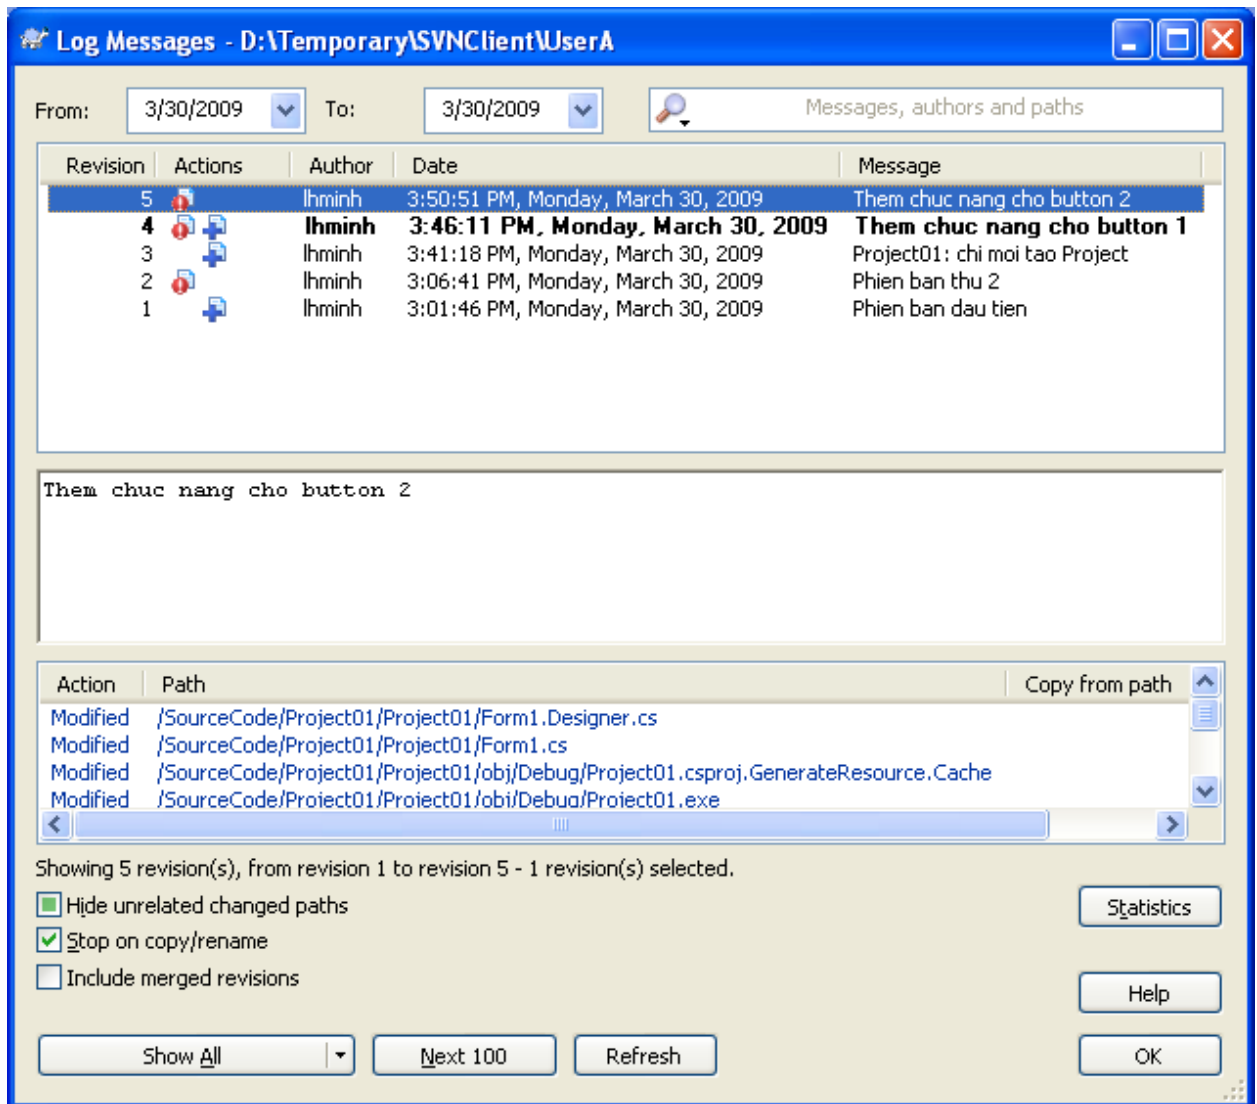 Log Messages - D:\Temporary\SVNClient\UserA
From: 3/30/2009 To: 3/30/2009 Messages, authors and paths
Revision Actions Author Date Message
5 lhminh 3:50:51 PM, Monday, March 30, 2009 Them chuc nang cho button 2
4 lhminh 3:46:11 PM, Monday, March 30, 2009 Them chuc nang cho button 1
3 lhminh 3:41:18 PM, Monday, March 30, 2009 Project01: chi moi tao Project
2 lhminh 3:06:41 PM, Monday, March 30, 2009 Phien ban thu 2
1 lhminh 3:01:46 PM, Monday, March 30, 2009 Phien ban dau tien
Them chuc nang cho button 2
Action Path Copy from path
Modified /SourceCode/Project01/Project01/Form1.Designer.cs
Modified /SourceCode/Project01/Project01/Form1.cs
Modified /SourceCode/Project01/Project01/obj/Debug/Project01.csproj.GenerateResource.Cache
Modified /SourceCode/Project01/Project01/obj/Debug/Project01.exe
Showing 5 revision(s), from revision 1 to revision 5 - 1 revision(s) selected.
Hide unrelated changed paths
Statistics
Stop on copy/rename
Include merged revisions
Help
Show All Next 100 Refresh OK